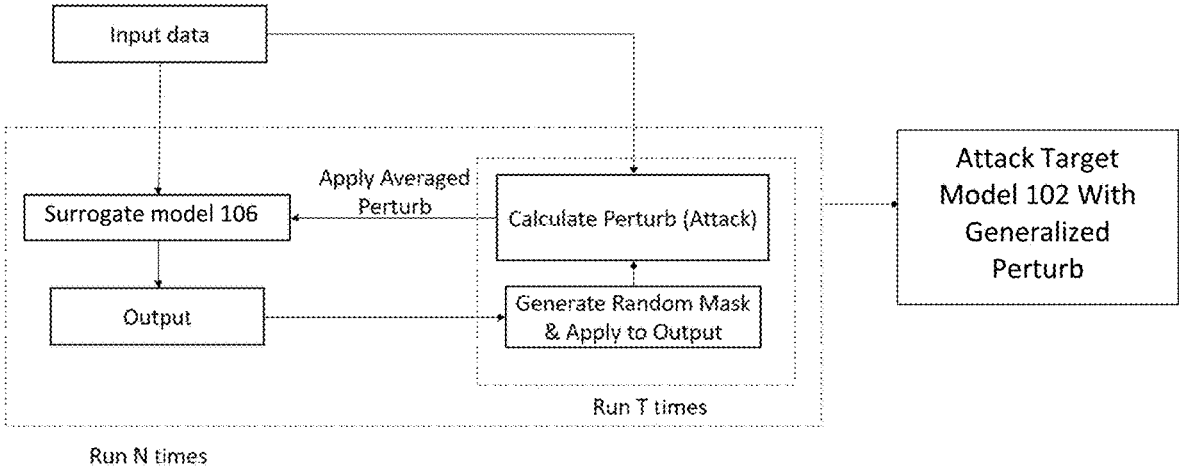 Input data
Apply Averaged
Perturb
Surrogate model 106
Calculate Perturb (Attack)
Output
Generate Random Mask
& Apply to Output
Run T times
Run N times
Attack Target
Model 102 With
Generalized
Perturb